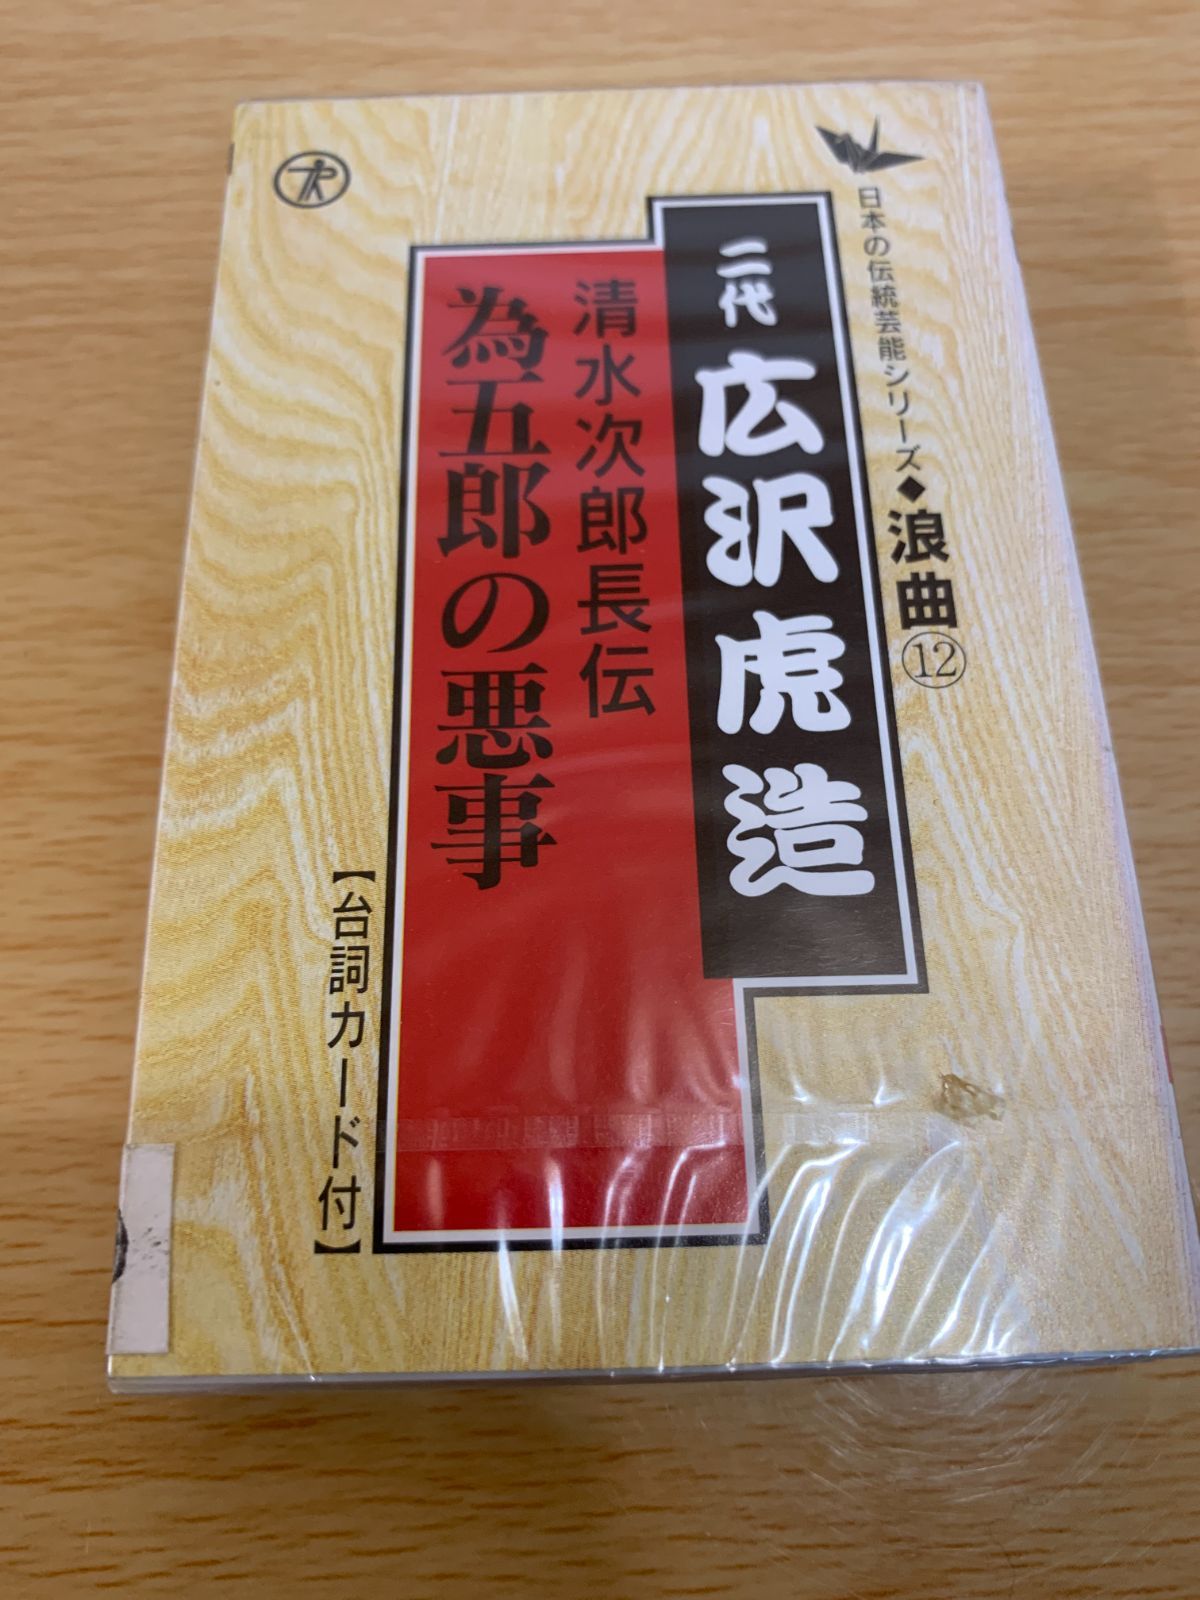 日本の伝統芸能シリーズ◆浪曲⑫
二代 広沢虎造
清水次郎長伝
為五郎の悪事
【台詞カード付】